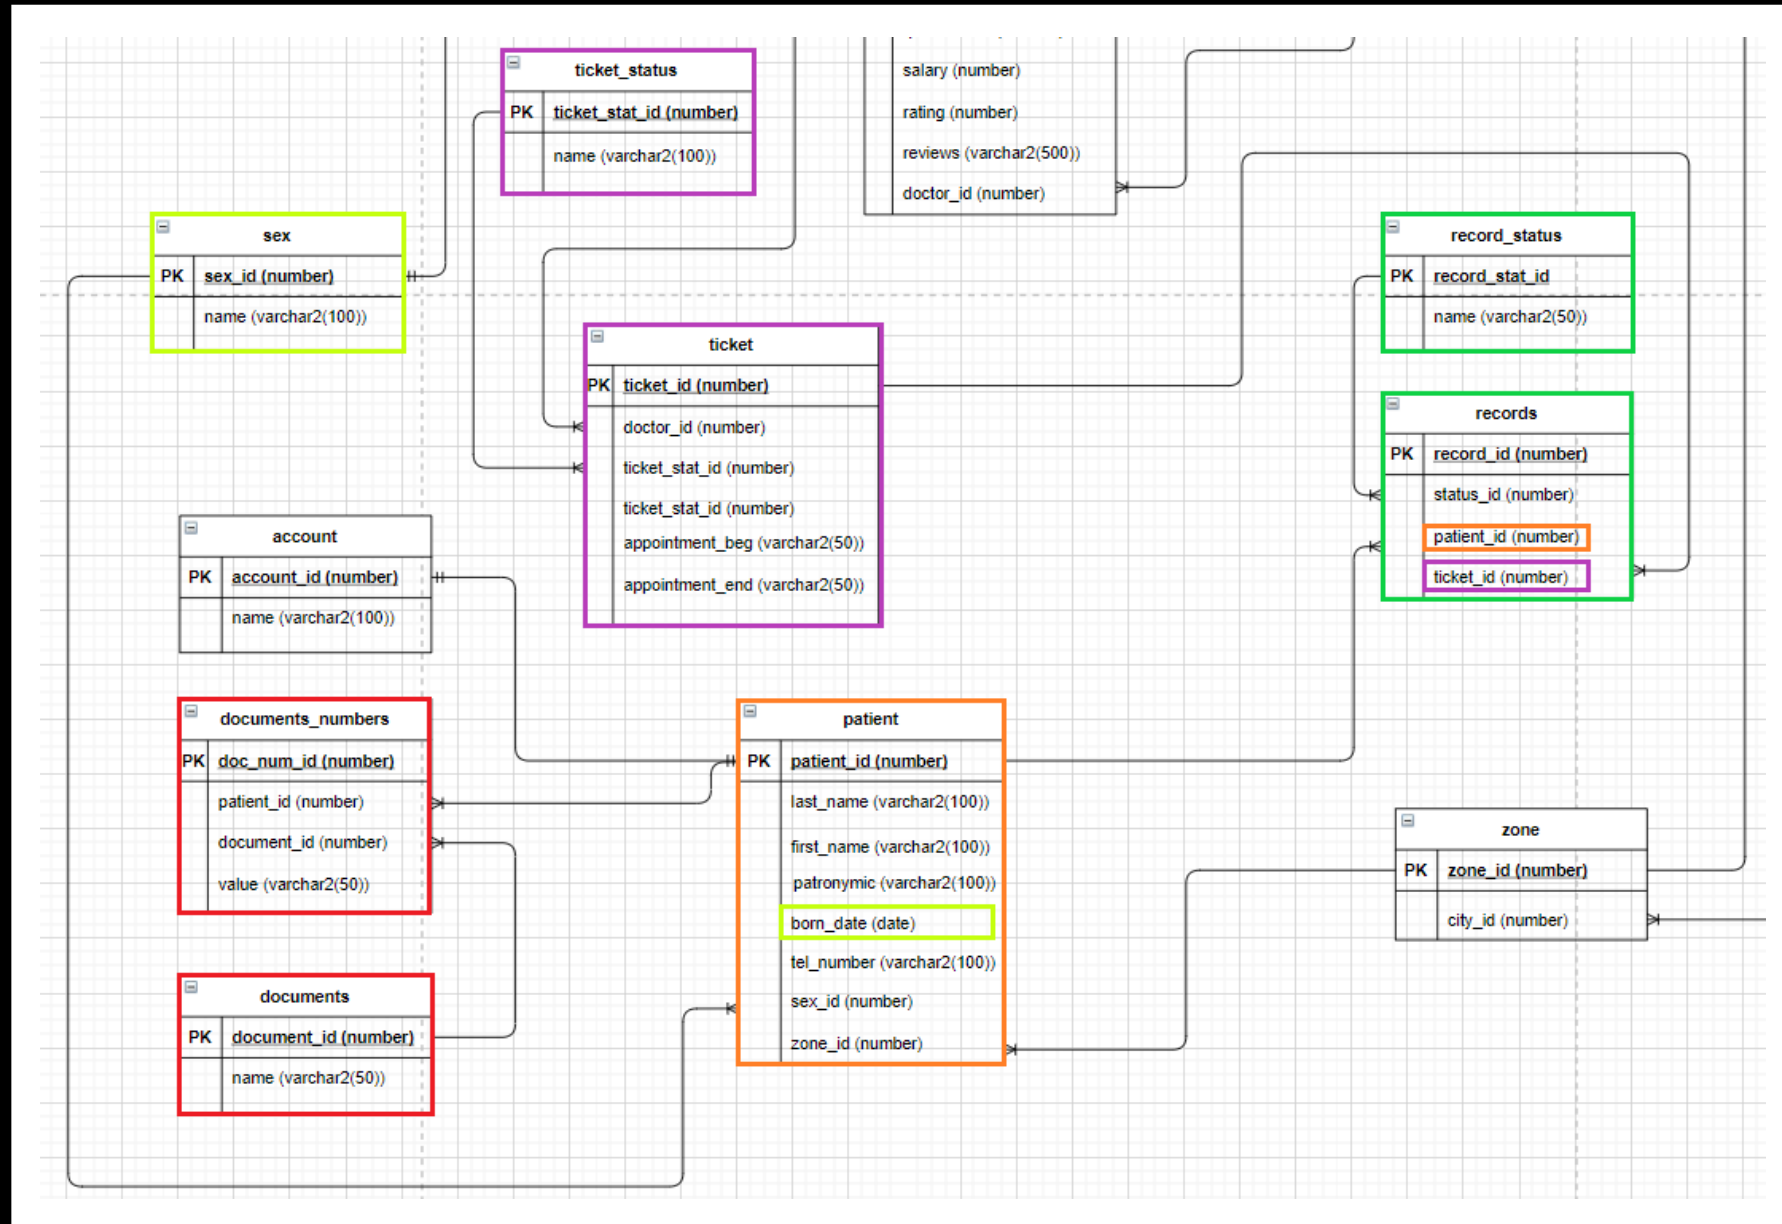 ticket_status
PK ticket_stat_id (number)
name (varchar2(100))
salary (number)
rating (number)
reviews (varchar2(500))
doctor_id (number)
sex
PK sex_id (number)
name (varchar2(100))
record_status
PK record_stat_id
name (varchar2(50))
ticket
PK ticket_id (number)
doctor_id (number)
ticket_stat_id (number)
ticket_stat_id (number)
appointment_beg (varchar2(50))
appointment_end (varchar2(50))
records
PK record_id (number)
status_id (number)
patient_id (number)
ticket_id (number)
account
PK account_id (number)
name (varchar2(100))
documents_numbers
PK doc_num_id (number)
patient_id (number)
document_id (number)
value (varchar2(50))
patient
PK patient_id (number)
last_name (varchar2(100))
first_name (varchar2(100))
patronymic (varchar2(100))
born_date (date)
tel_number (varchar2(100))
sex_id (number)
zone_id (number)
zone
PK zone_id (number)
city_id (number)
documents
PK document_id (number)
name (varchar2(50))